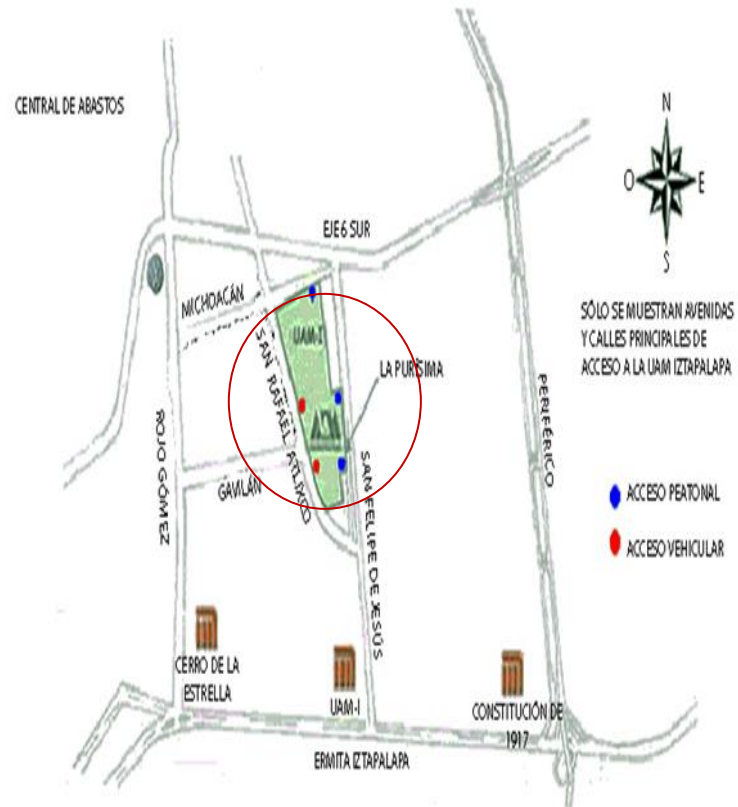 CENTRAL DE ABASTOS
N
O
E
S
EJE 6 SUR
MICHOACÁN
SÓLO SE MUESTRAN AVENIDAS
Y CALLES PRINCIPALES DE
ACCESO A LA UAM IZTAPALAPA
UAM-I
LA PURÍSIMA
SAN RAFAEL ATLIXCO
PERIFÉRICO
ROJO GÓMEZ
GAVILÁN
SAN FELIPE DE JESÚS
ACCESO PEATONAL
ACCESO VEHICULAR
CERRO DE LA
ESTRELLA
UAM-I
CONSTITUCIÓN DE
1917
ERMITA IZTAPALAPA